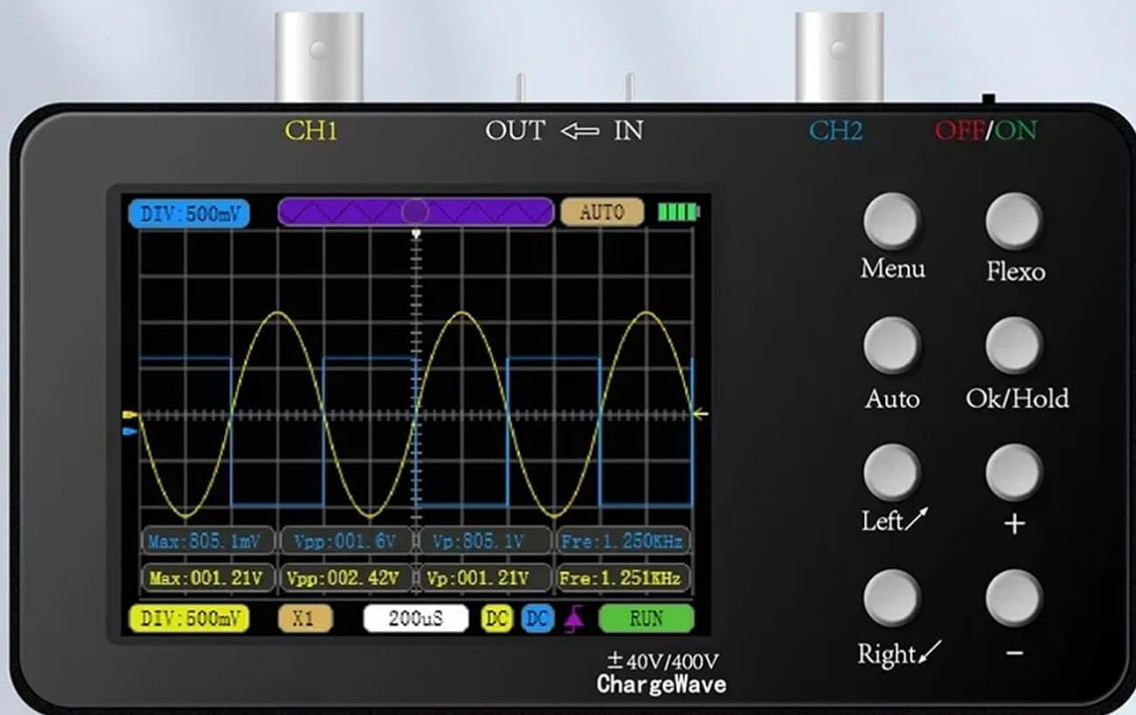 CH1 OUT ⇐ IN CH2 OFF/ON
DIV:500mV AUTO
Menu Flexo
Auto Ok/Hold
Left↗ +
Max:805.1mV Vpp:001.6V Vp:805.1V Fre:1.250KHz
Max:001.21V Vpp:002.42V Vp:001.21V Fre:1.251KHz
DIV:500mV X1 200uS DC DC RUN
Right↙ -
±40V/400V
ChargeWave